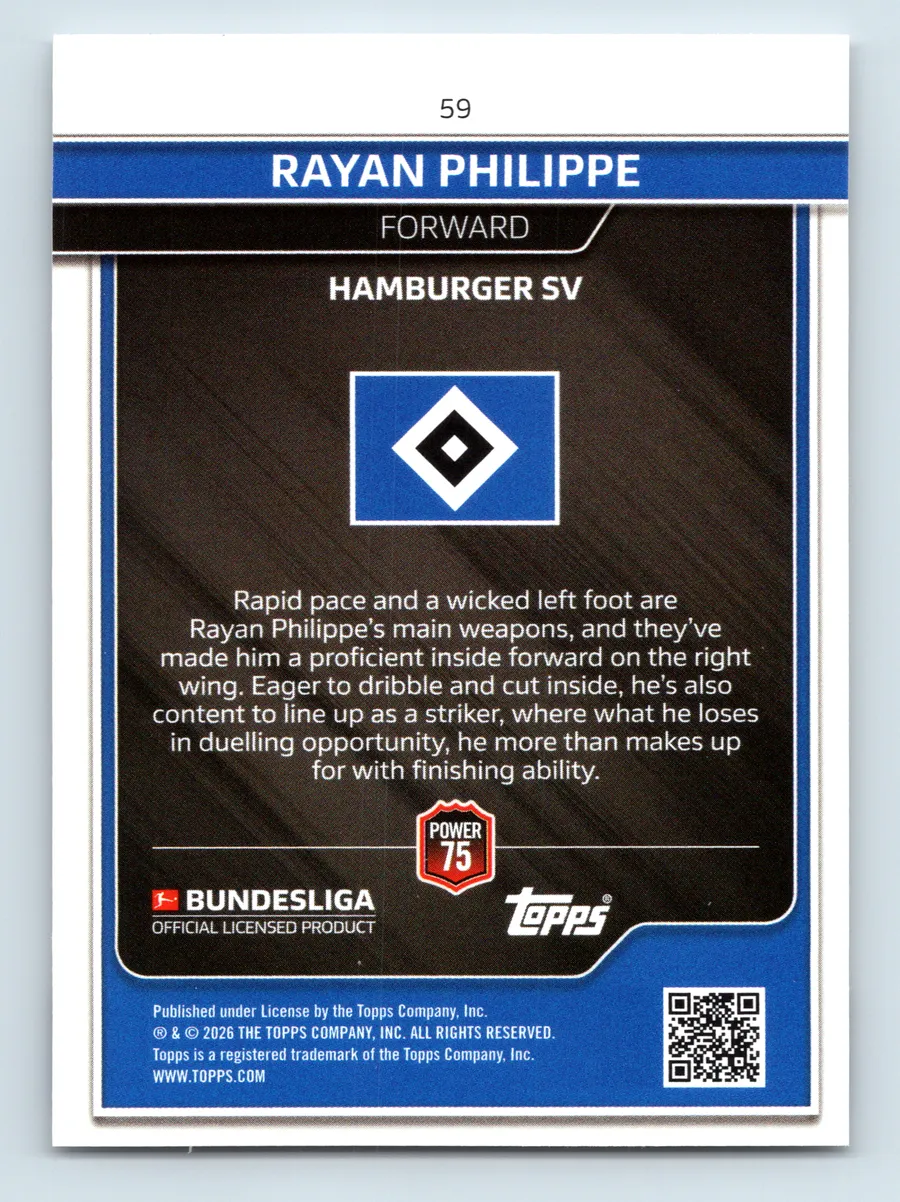 59
RAYAN PHILIPPE
FORWARD
HAMBURGER SV
Rapid pace and a wicked left foot are
Rayan Philippe's main weapons, and they've
made him a proficient inside forward on the right
wing. Eager to dribble and cut inside, he's also
content to line up as a striker, where what he loses
in duelling opportunity, he more than makes up
for with finishing ability.
POWER
75
BUNDESLIGA
OFFICIAL LICENSED PRODUCT
topps®
Published under License by the Topps Company, Inc.
® & © 2026 THE TOPPS COMPANY, INC. ALL RIGHTS RESERVED.
Topps is a registered trademark of the Topps Company, Inc.
WWW.TOPPS.COM